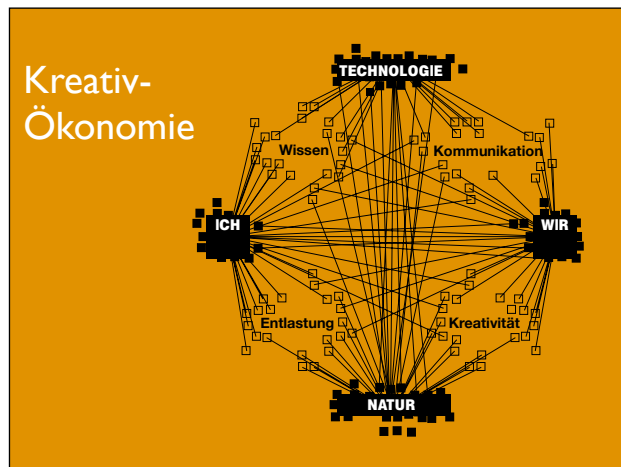 Kreativ-
Ökonomie
TECHNOLOGIE
Wissen
Kommunikation
ICH
WIR
Entlastung
Kreativität
NATUR